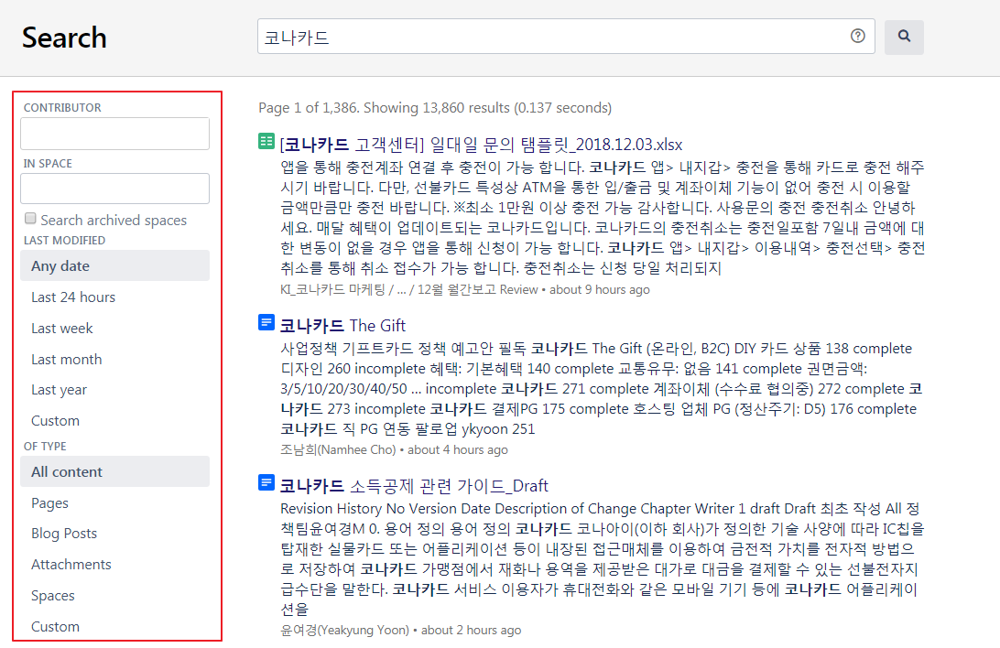 Search
코나카드
CONTRIBUTOR
IN SPACE
Search archived spaces
LAST MODIFIED
Any date
Last 24 hours
Last week
Last month
Last year
Custom
OF TYPE
All content
Pages
Blog Posts
Attachments
Spaces
Custom
Page 1 of 1,386. Showing 13,860 results (0.137 seconds)
[코나카드 고객센터] 일대일 문의 탬플릿_2018.12.03.xlsx
앱을 통해 충전계좌 연결 후 충전이 가능 합니다. 코나카드 앱> 내지갑> 충전을 통해 카드로 충전 해주
시기 바랍니다. 다만, 선불카드 특성상 ATM을 통한 입/출금 및 계좌이체 기능이 없어 충전 시 이용할
금액만큼만 충전 바랍니다. ※최소 1만원 이상 충전 가능 감사합니다. 사용문의 충전 충전취소 안녕하
세요. 매달 혜택이 업데이트되는 코나카드입니다. 코나카드의 충전취소는 충전일포함 7일내 금액에 대
한 변동이 없을 경우 앱을 통해 신청이 가능 합니다. 코나카드 앱> 내지갑> 이용내역> 충전선택> 충전
취소를 통해 취소 접수가 가능 합니다. 충전취소는 신청 당일 처리되지
KI_코나카드 마케팅 / ... / 12월 월간보고 Review • about 9 hours ago
코나카드 The Gift
사업정책 기프트카드 정책 예고안 필독 코나카드 The Gift (온라인, B2C) DIY 카드 상품 138 complete
디자인 260 incomplete 혜택: 기본혜택 140 complete 교통유무: 없음 141 complete 권면금액:
3/5/10/20/30/40/50 ... incomplete 코나카드 271 complete 계좌이체 (수수료 협의중) 272 complete 코
나카드 273 incomplete 코나카드 결제PG 175 complete 호스팅 업체 PG (정산주기: D5) 176 complete
코나카드 직 PG 연동 팔로업 ykyoon 251
조남희(Namhee Cho) • about 4 hours ago
코나카드 소득공제 관련 가이드_Draft
Revision History No Version Date Description of Change Chapter Writer 1 draft Draft 최초 작성 All 정
책팀윤여경M 0. 용어 정의 용어 정의 코나카드 코나아이(이하 회사)가 정의한 기술 사양에 따라 IC칩을
탑재한 실물카드 또는 어플리케이션 등이 내장된 접근매체를 이용하여 금전적 가치를 전자적 방법으
로 저장하여 코나카드 가맹점에서 재화나 용역을 제공받은 대가로 대금을 결제할 수 있는 선불전자지
급수단을 말한다. 코나카드 서비스 이용자가 휴대전화와 같은 모바일 기기 등에 코나카드 어플리케이
션을
윤여경(Yeakyung Yoon) • about 2 hours ago